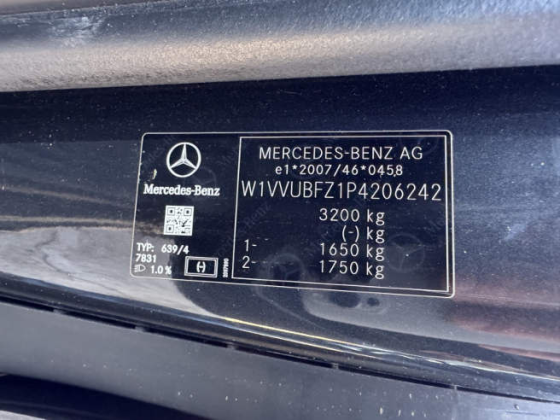 MERCEDES-BENZ AG
e1*2007/46*0458
Mercedes-Benz
W1VVUBFZ1P4206242
3200 kg
(-) kg
1- 1650 kg
2- 1750 kg
TYP: 639/4
7831
1.0 %